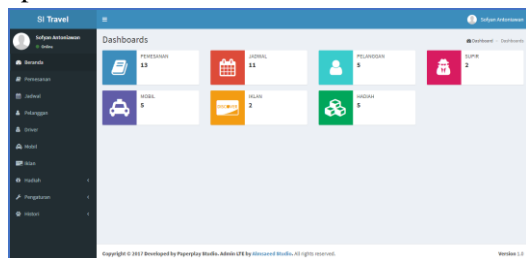 SI Travel
Sofyan Antoniawan
Sofyan Antoniawan
Online
Dashboards
Dashboard
Dashboards
Beranda
Pemesanan
Jadwal
Pelanggan
Driver
Mobil
Iklan
Hadiah
Pengaturan
Histori
PEMESANAN
13
JADWAL
11
PELANGGAN
5
SUPIR
2
MOBIL
5
IKLAN
2
HADIAH
5
Copyright © 2017 Developed by Paperplay Studio. Admin LTE by Almsaeed Studio. All rights reserved.
Version 1.0